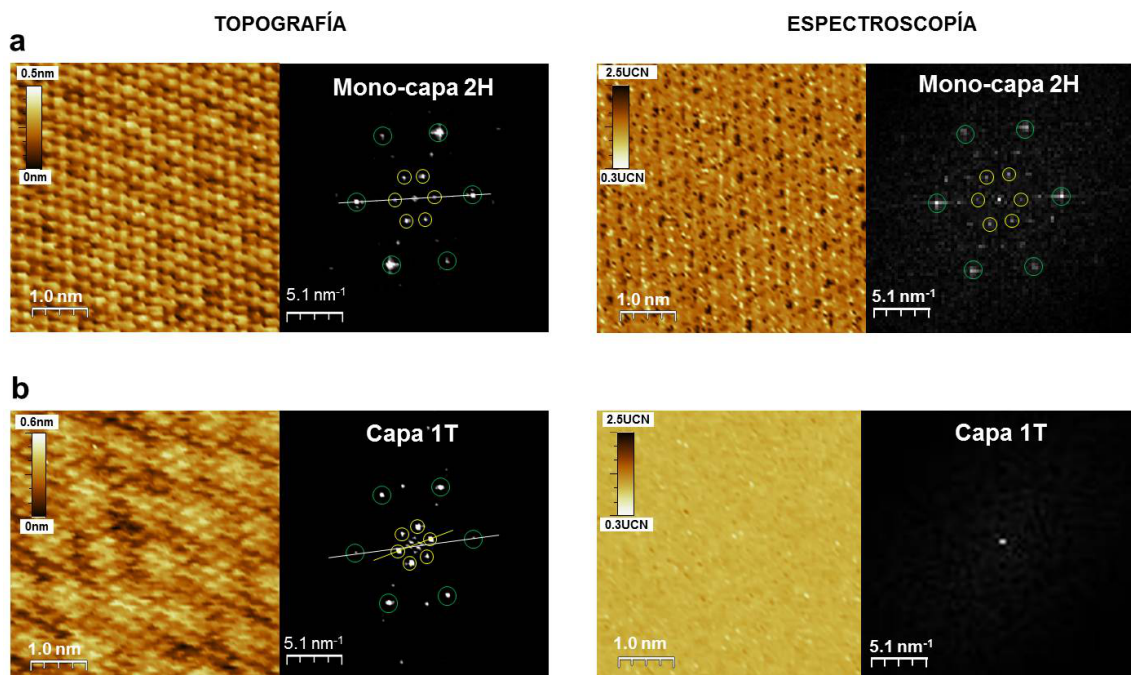 TOPOGRAFÍA
ESPECTROSCOPÍA
a
0.5nm
0nm
1.0 nm
Mono-capa 2H
5.1 nm⁻¹
2.5UCN
0.3UCN
1.0 nm
Mono-capa 2H
5.1 nm⁻¹
b
0.6nm
0nm
1.0 nm
Capa 1T
5.1 nm⁻¹
2.5UCN
0.3UCN
1.0 nm
Capa 1T
5.1 nm⁻¹